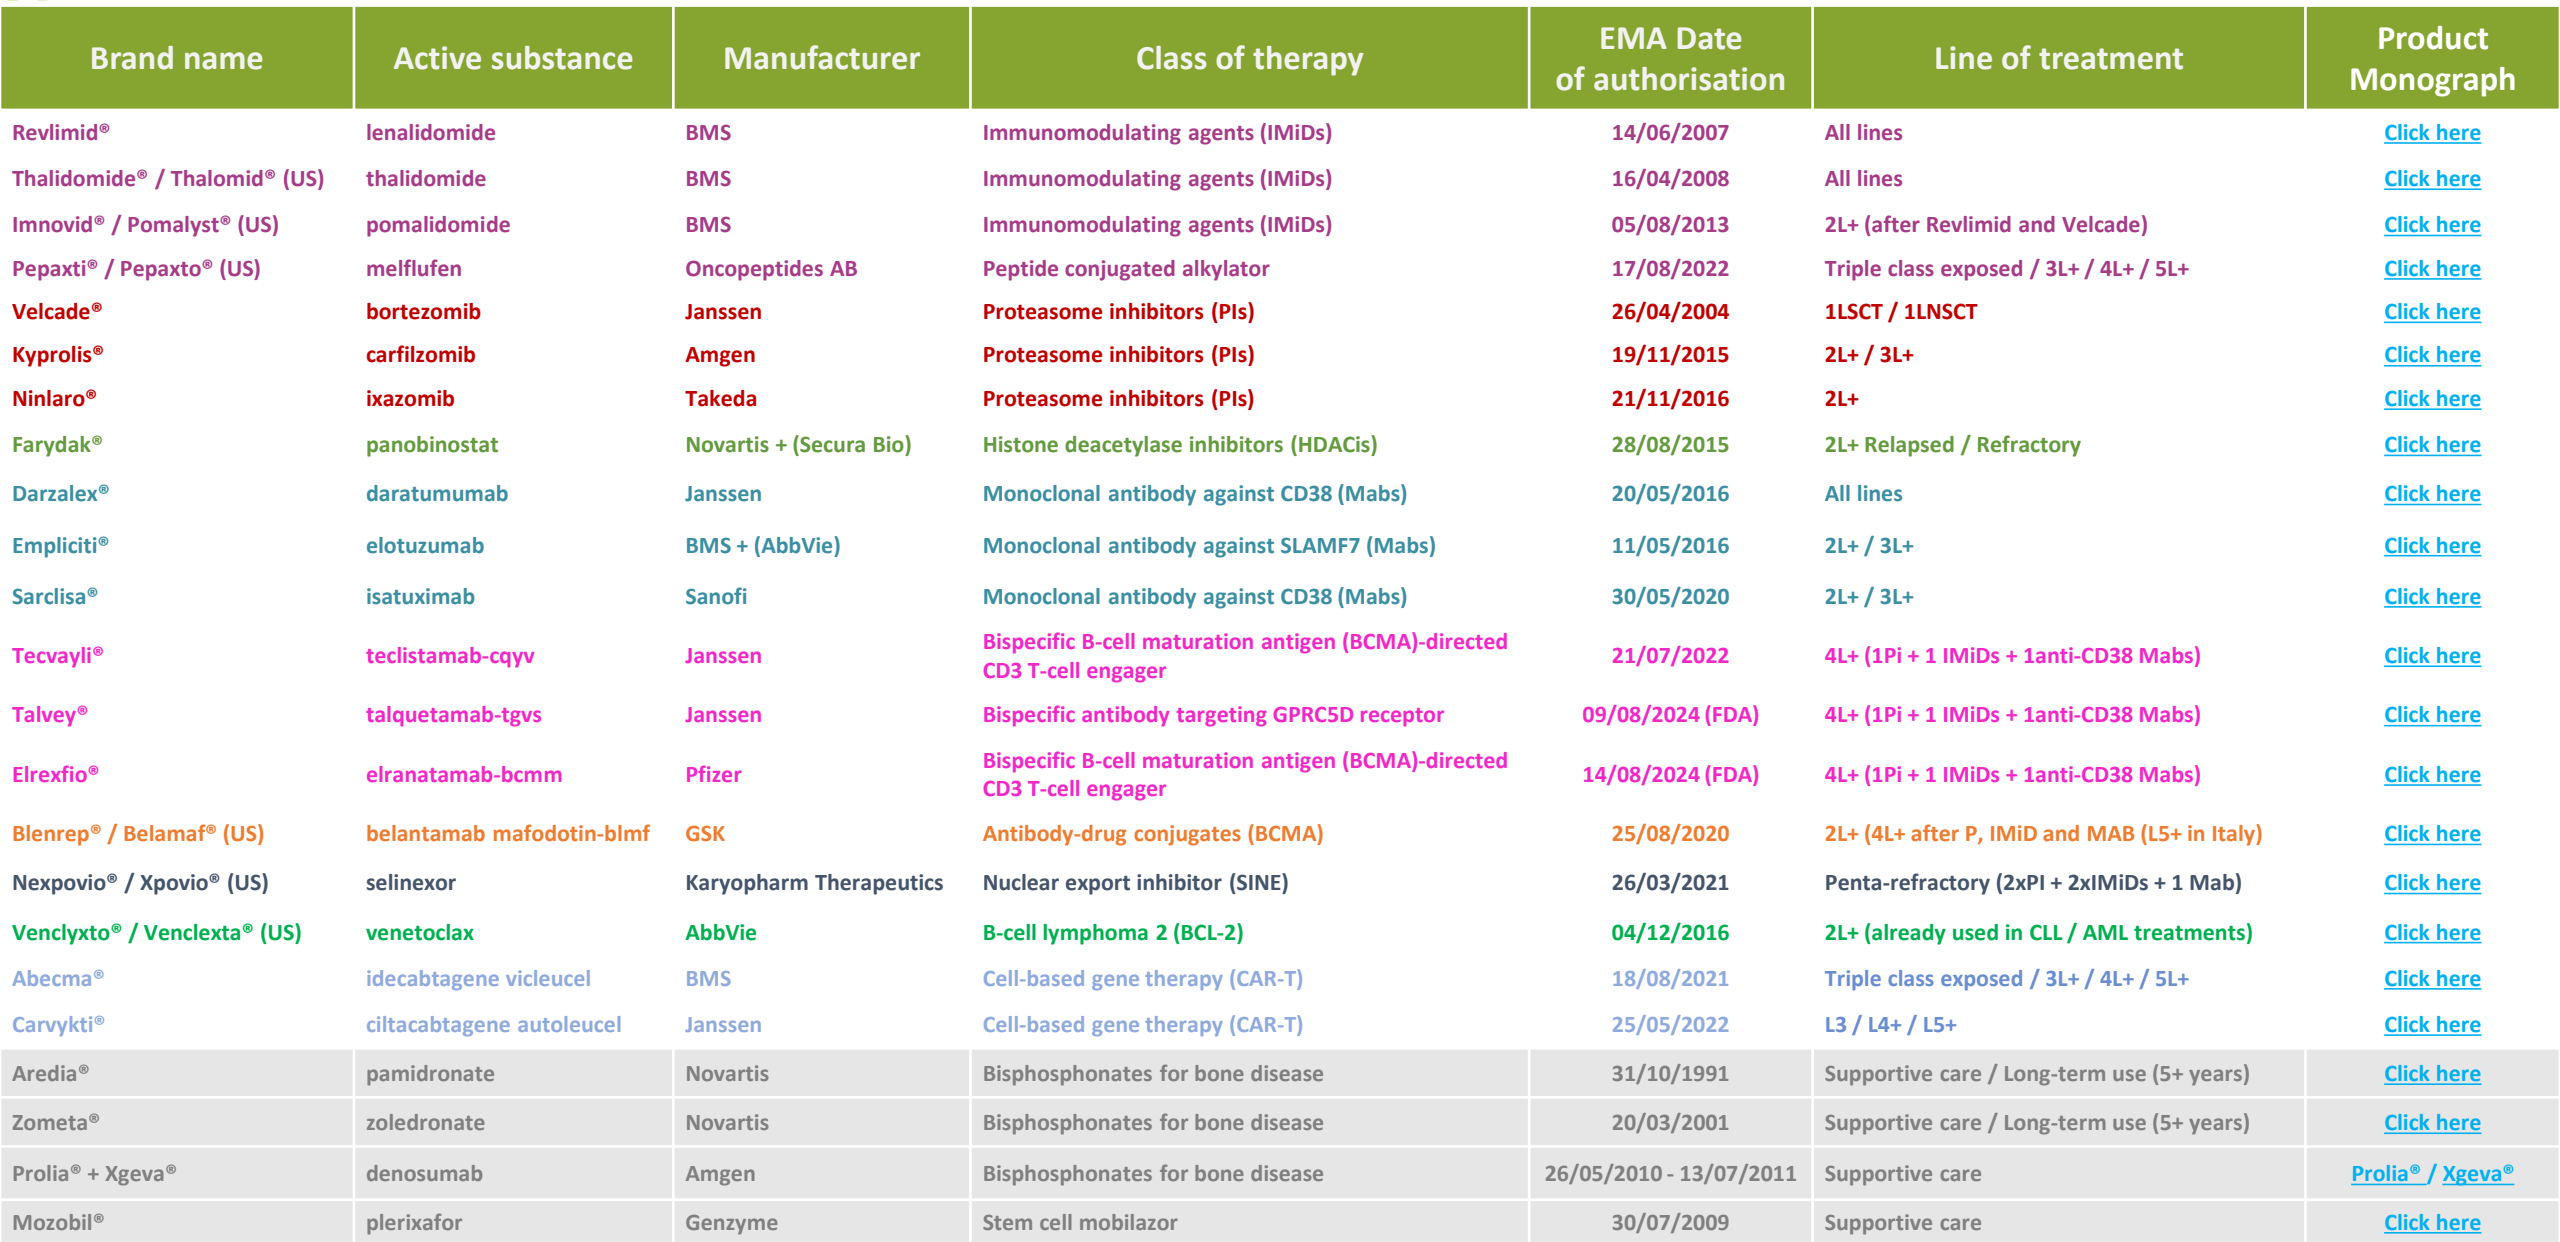 Brand name Active substance Manufacturer Class of therapy EMA Date of authorisation Line of treatment Product Monograph
Revlimid® lenalidomide BMS Immunomodulating agents (IMiDs) 14/06/2007 All lines Click here
Thalidomide® / Thalomid® (US) thalidomide BMS Immunomodulating agents (IMiDs) 16/04/2008 All lines Click here
Imnovid® / Pomalyst® (US) pomalidomide BMS Immunomodulating agents (IMiDs) 05/08/2013 2L+ (after Revlimid and Velcade) Click here
Pepaxti® / Pepaxto® (US) melflufen Oncopeptides AB Peptide conjugated alkylator 17/08/2022 Triple class exposed / 3L+ / 4L+ / 5L+ Click here
Velcade® bortezomib Janssen Proteasome inhibitors (PIs) 26/04/2004 1LSCT / 1LNSCT Click here
Kyprolis® carfilzomib Amgen Proteasome inhibitors (PIs) 19/11/2015 2L+ / 3L+ Click here
Ninlaro® ixazomib Takeda Proteasome inhibitors (PIs) 21/11/2016 2L+ Click here
Farydak® panobinostat Novartis + (Secura Bio) Histone deacetylase inhibitors (HDACis) 28/08/2015 2L+ Relapsed / Refractory Click here
Darzalex® daratumumab Janssen Monoclonal antibody against CD38 (Mabs) 20/05/2016 All lines Click here
Empliciti® elotuzumab BMS + (AbbVie) Monoclonal antibody against SLAMF7 (Mabs) 11/05/2016 2L+ / 3L+ Click here
Sarclisa® isatuximab Sanofi Monoclonal antibody against CD38 (Mabs) 30/05/2020 2L+ / 3L+ Click here
Tecvayli® teclistamab-cqyv Janssen Bispecific B-cell maturation antigen (BCMA)-directed CD3 T-cell engager 21/07/2022 4L+ (1Pi + 1 IMiDs + 1anti-CD38 Mabs) Click here
Talvey® talquetamab-tgvs Janssen Bispecific antibody targeting GPRC5D receptor 09/08/2024 (FDA) 4L+ (1Pi + 1 IMiDs + 1anti-CD38 Mabs) Click here
Elrexfio® elranatamab-bcmm Pfizer Bispecific B-cell maturation antigen (BCMA)-directed CD3 T-cell engager 14/08/2024 (FDA) 4L+ (1Pi + 1 IMiDs + 1anti-CD38 Mabs) Click here
Blenrep® / Belamaf® (US) belantamab mafodotin-blmf GSK Antibody-drug conjugates (BCMA) 25/08/2020 2L+ (4L+ after P, IMiD and MAB (L5+ in Italy) Click here
Nexpovio® / Xpovio® (US) selinexor Karyopharm Therapeutics Nuclear export inhibitor (SINE) 26/03/2021 Penta-refractory (2xPI + 2xIMiDs + 1 Mab) Click here
Venclyxto® / Venclexta® (US) venetoclax AbbVie B-cell lymphoma 2 (BCL-2) 04/12/2016 2L+ (already used in CLL / AML treatments) Click here
Abecma® idecabtagene vicleucel BMS Cell-based gene therapy (CAR-T) 18/08/2021 Triple class exposed / 3L+ / 4L+ / 5L+ Click here
Carvykti® ciltacabtagene autoleucel Janssen Cell-based gene therapy (CAR-T) 25/05/2022 L3 / L4+ / L5+ Click here
Aredia® pamidronate Novartis Bisphosphonates for bone disease 31/10/1991 Supportive care / Long-term use (5+ years) Click here
Zometa® zoledronate Novartis Bisphosphonates for bone disease 20/03/2001 Supportive care / Long-term use (5+ years) Click here
Prolia® + Xgeva® denosumab Amgen Bisphosphonates for bone disease 26/05/2010 - 13/07/2011 Supportive care Prolia® / Xgeva®
Mozobil® plerixafor Genzyme Stem cell mobilazor 30/07/2009 Supportive care Click here